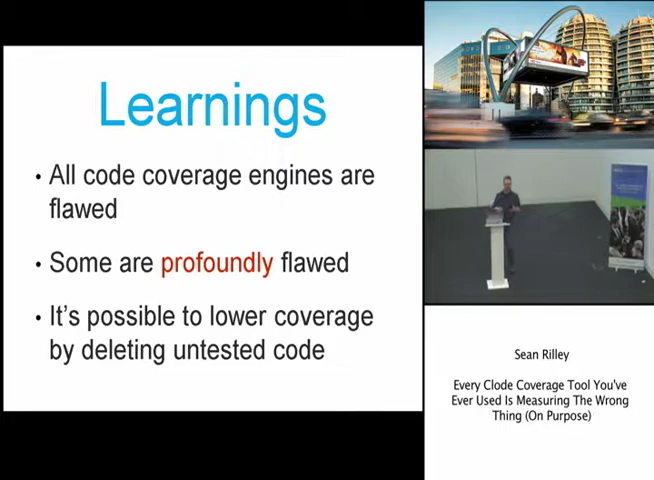 Learnings
• All code coverage engines are
flawed
• Some are profoundly flawed
• It's possible to lower coverage
by deleting untested code
Sean Rilley
Every Clode Coverage Tool You've
Ever Used Is Measuring The Wrong
Thing (On Purpose)